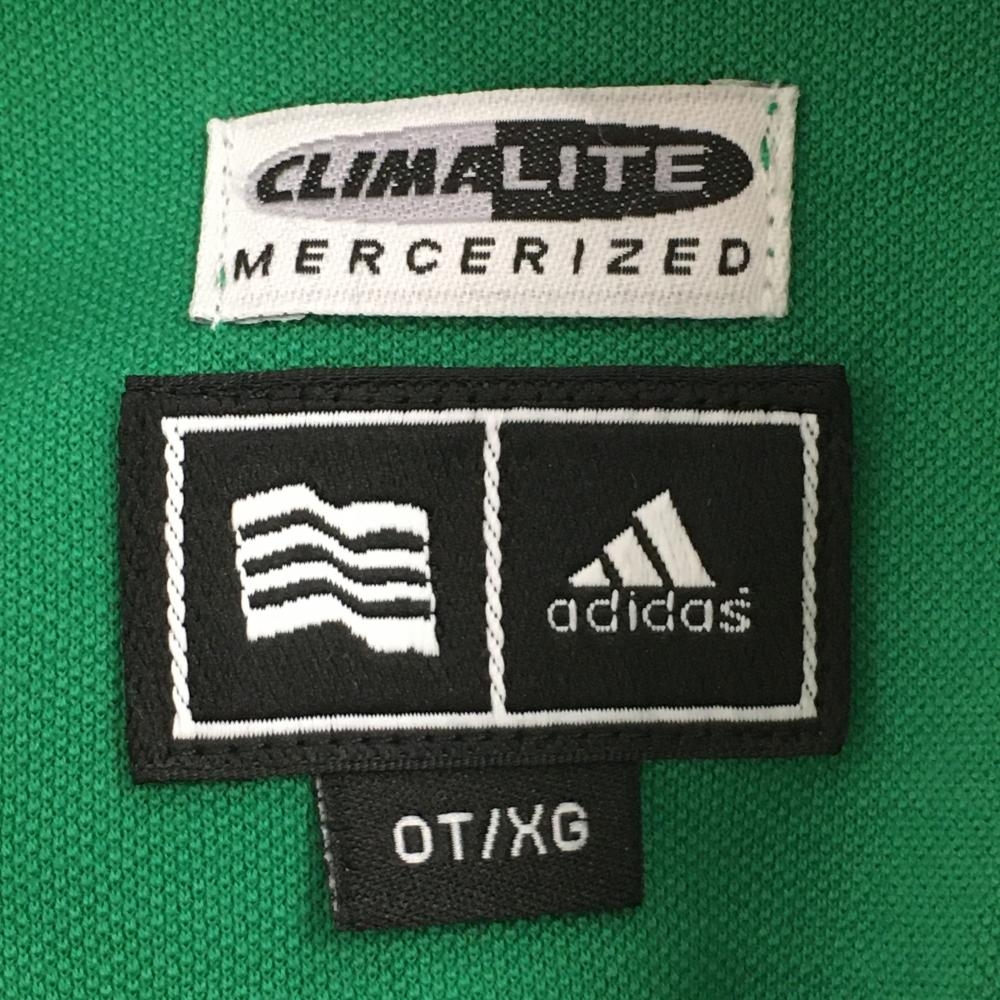 CLIMALITE
MERCERIZED
adidas
OT/XG